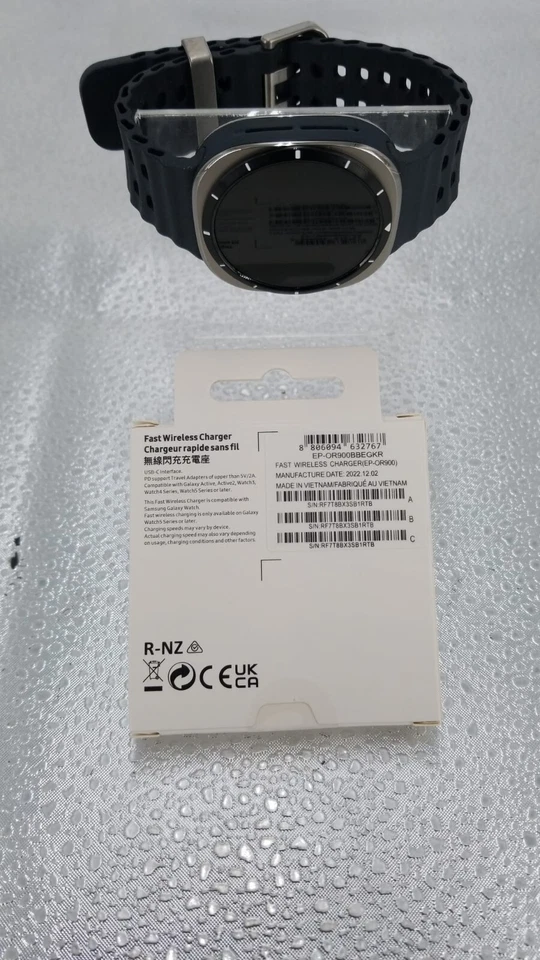 Fast Wireless Charger
Chargeur rapide sans fil
無線閃充充電座
USB-C Interface.
PD support Travel Adapters of upper than 5V/2A.
Compatible with Galaxy Active, Active2, Watch3,
Watch4 Series, Watch5 Series or later.
This Fast Wireless Charger is compatible with
Samsung Galaxy Watch.
Fast wireless charging is only available on Galaxy
Watch5 Series or later.
Charging speeds may vary by device.
Actual charging speed may also vary depending
on usage, charging conditions and other factors.
8 806094 632767
EP-OR900BBEGKR
FAST WIRELESS CHARGER(EP-OR900)
MANUFACTURE DATE: 2022.12.02
MADE IN VIETNAM/FABRIQUÉ AU VIETNAM
A
S/N:RF7T8BX3SB1RTB
B
S/N:RF7T8BX3SB1RTB
C
S/N:RF7T8BX3SB1RTB
R-NZ
CE UK
CA